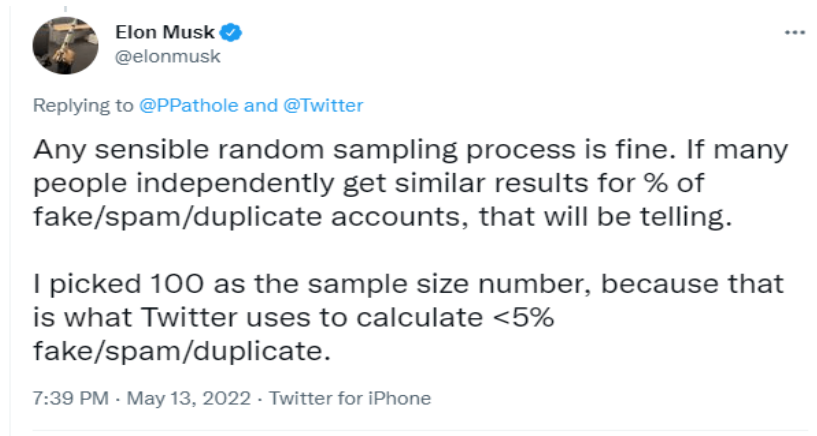 Elon Musk
@elonmusk
Replying to @PPathole and @Twitter
Any sensible random sampling process is fine. If many
people independently get similar results for % of
fake/spam/duplicate accounts, that will be telling.
I picked 100 as the sample size number, because that
is what Twitter uses to calculate <5%
fake/spam/duplicate.
7:39 PM · May 13, 2022 · Twitter for iPhone